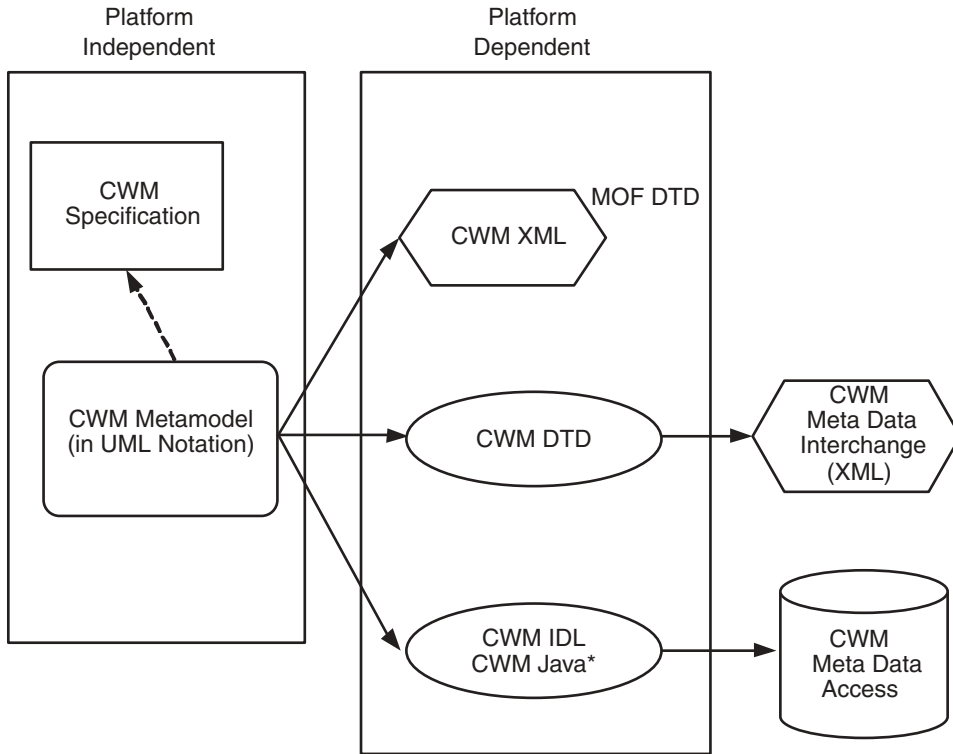 Platform
Independent
Platform
Dependent
CWM
Specification
MOF DTD
CWM XML
CWM Metamodel
(in UML Notation)
CWM DTD
CWM
Meta Data
Interchange
(XML)
CWM IDL
CWM Java*
CWM
Meta Data
Access